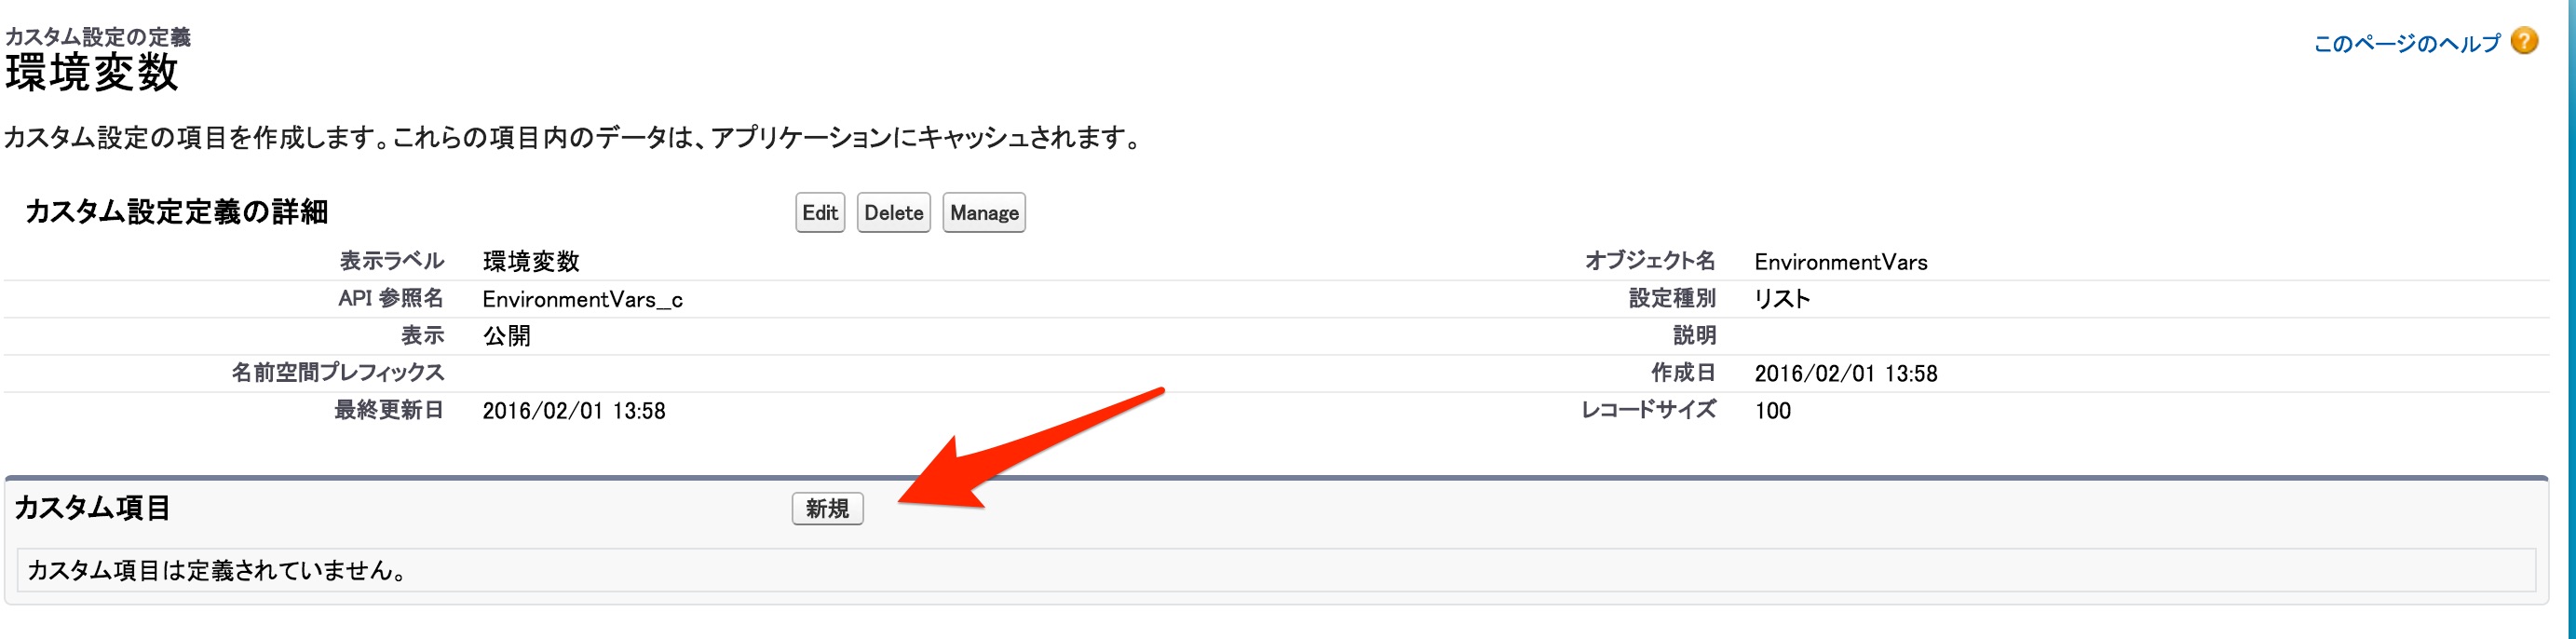 カスタム設定の定義
環境変数
このページのヘルプ ?
カスタム設定の項目を作成します。これらの項目内のデータは、アプリケーションにキャッシュされます。
カスタム設定定義の詳細 Edit Delete Manage
表示ラベル 環境変数 オブジェクト名 EnvironmentVars
API 参照名 EnvironmentVars__c 設定種別 リスト
表示 公開 説明
名前空間プレフィックス 作成日 2016/02/01 13:58
最終更新日 2016/02/01 13:58 レコードサイズ 100
カスタム項目 新規
カスタム項目は定義されていません。